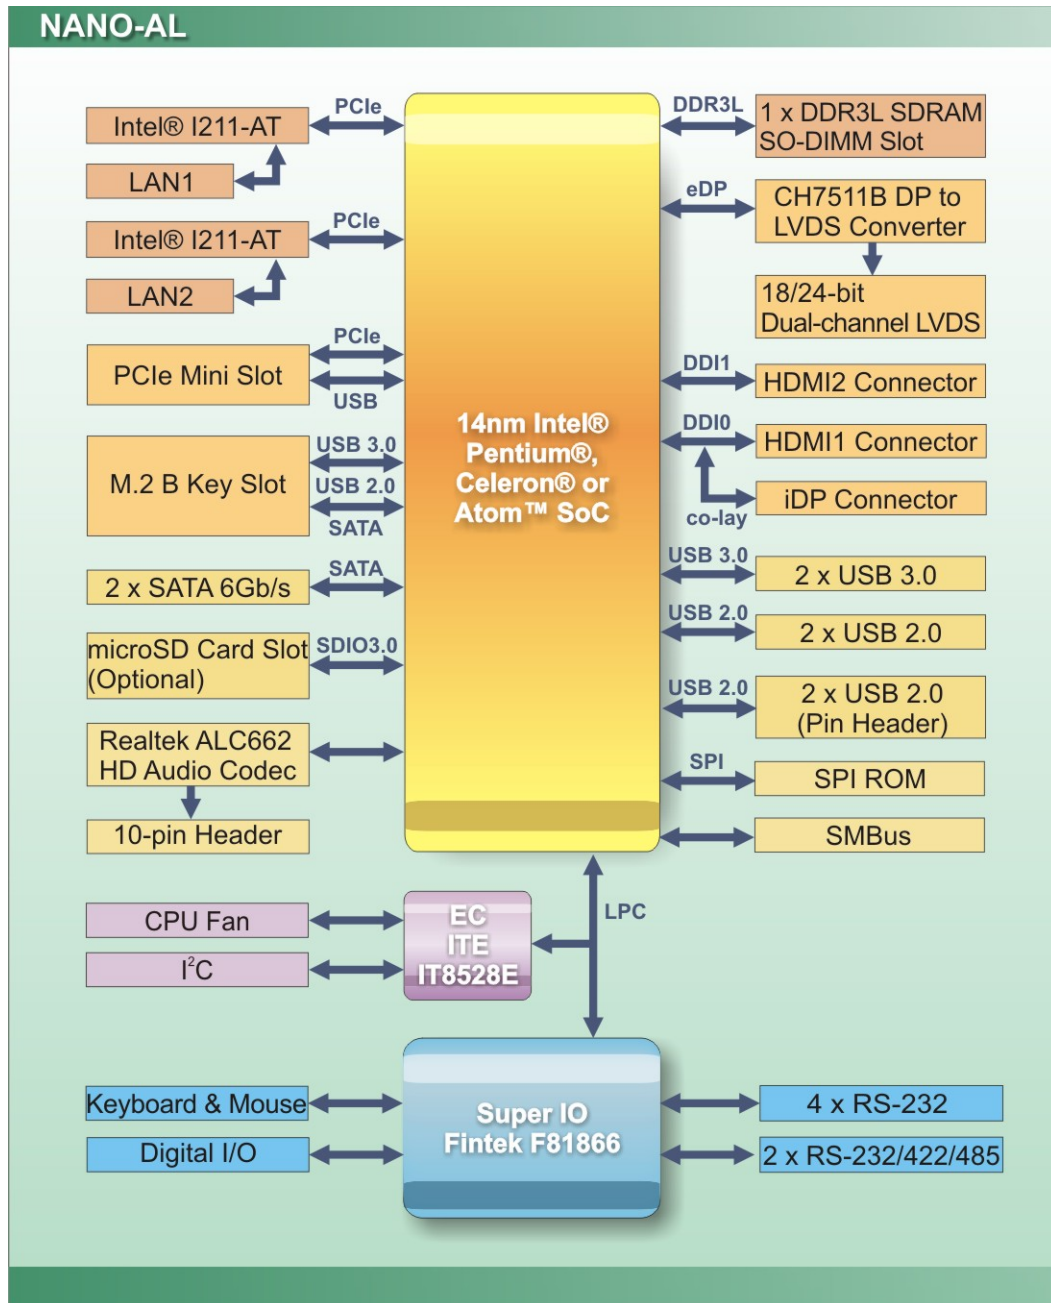 NANO-AL
Intel® I211-AT
PCIe
LAN1
Intel® I211-AT
PCIe
LAN2
PCIe Mini Slot
PCIe
USB
M.2 B Key Slot
USB 3.0
USB 2.0
SATA
2 x SATA 6Gb/s
SATA
microSD Card Slot
(Optional)
SDIO3.0
Realtek ALC662
HD Audio Codec
10-pin Header
14nm Intel®
Pentium®,
Celeron® or
Atom™ SoC
DDR3L
1 x DDR3L SDRAM
SO-DIMM Slot
eDP
CH7511B DP to
LVDS Converter
18/24-bit
Dual-channel LVDS
DDI1
HDMI2 Connector
DDI0
HDMI1 Connector
co-lay
iDP Connector
USB 3.0
2 x USB 3.0
USB 2.0
2 x USB 2.0
USB 2.0
2 x USB 2.0
(Pin Header)
SPI
SPI ROM
SMBus
LPC
CPU Fan
I²C
EC
ITE
IT8528E
Keyboard & Mouse
Digital I/O
Super IO
Fintek F81866
4 x RS-232
2 x RS-232/422/485